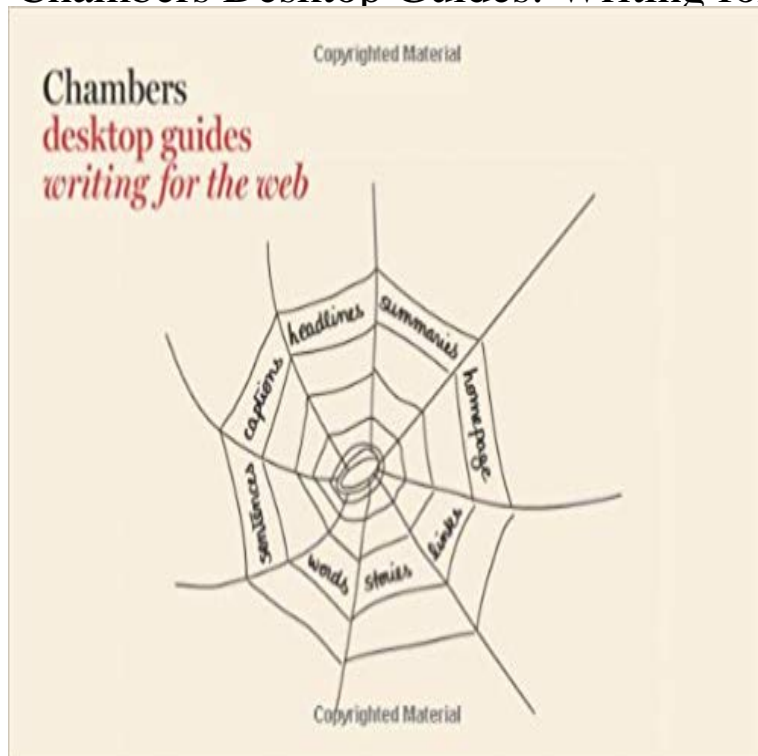 Chambers Desktop Guides: Writing fo
Copyrighted Material
Chambers
desktop guides
writing for the web
headlines
summaries
captions
homepage
sentences
links
words
stories
Copyrighted Material